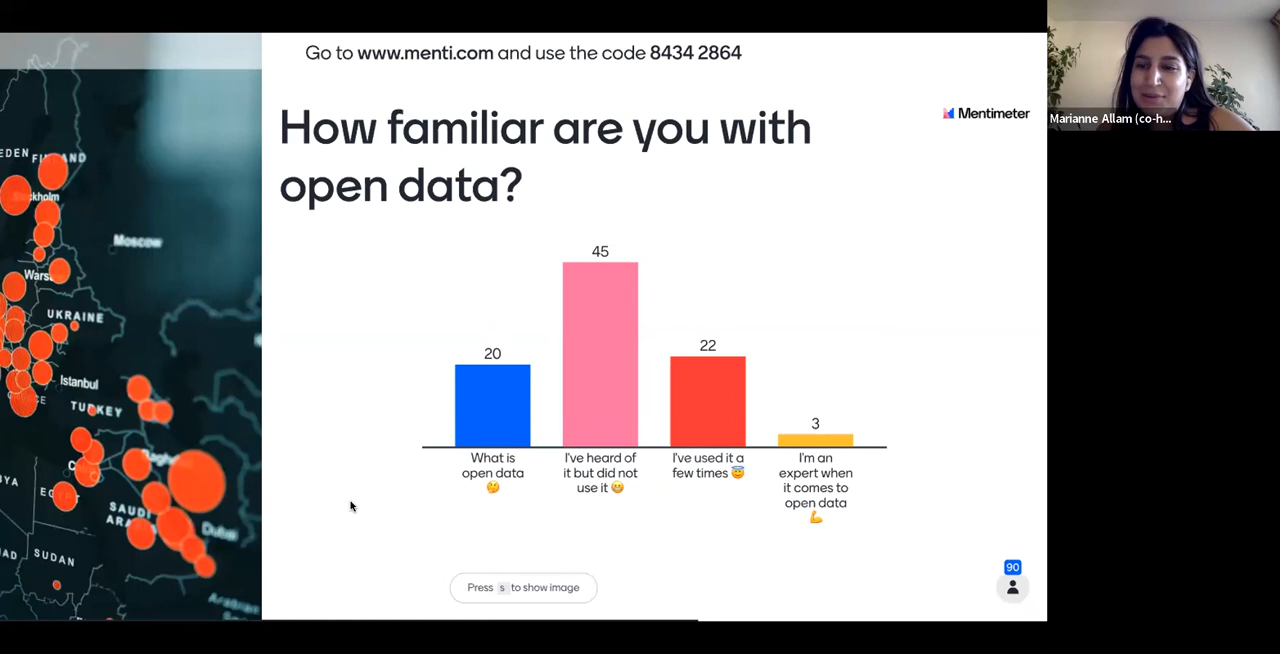 Go to www.menti.com and use the code 8434 2864
Mentimeter
How familiar are you with
open data?
20
45
22
3
What is
open data
🤔
I've heard of
it but did not
use it 😁
I've used it a
few times 😇
I'm an
expert when
it comes to
open data
💪
Press s to show image
90
Marianne Allam (co-h...
EDEN
FINLAND
kholm
Moscow
Wars
UKRAINE
Istanbul
TURKEY
SAUDI
Dubai
SUDAN